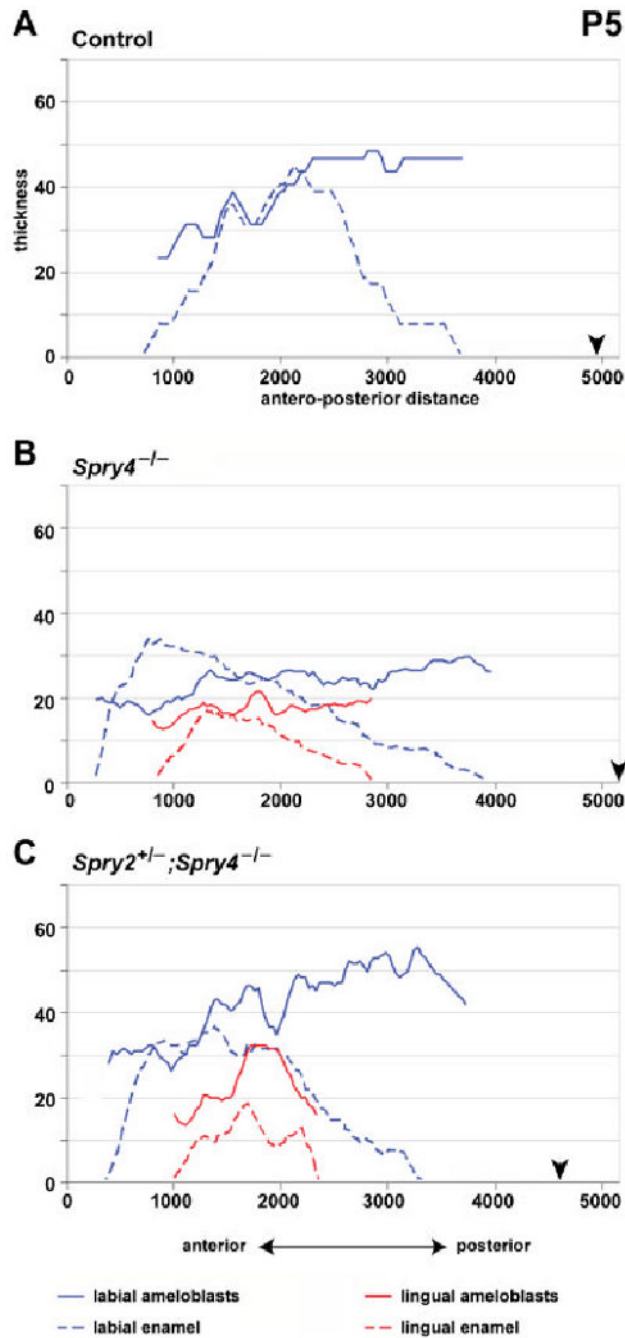 A Control P5
60
40
20
0
thickness
0 1000 2000 3000 4000 5000
antero-posterior distance
B Spry4−/−
60
40
20
0
0 1000 2000 3000 4000 5000
C Spry2+/−;Spry4−/−
60
40
20
0
0 1000 2000 3000 4000 5000
anterior posterior
labial ameloblasts lingual ameloblasts
labial enamel lingual enamel